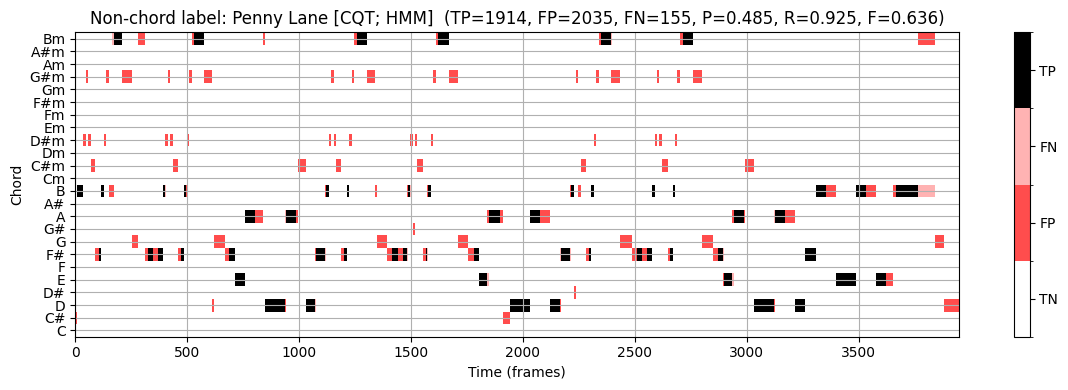 Non-chord label: Penny Lane [CQT; HMM]  (TP=1914, FP=2035, FN=155, P=0.485, R=0.925, F=0.636)
Chord
Bm
A#m
Am
G#m
Gm
F#m
Fm
Em
D#m
Dm
C#m
Cm
B
A#
A
G#
G
F#
F
E
D#
D
C#
C
0 500 1000 1500 2000 2500 3000 3500
Time (frames)
TP
FN
FP
TN